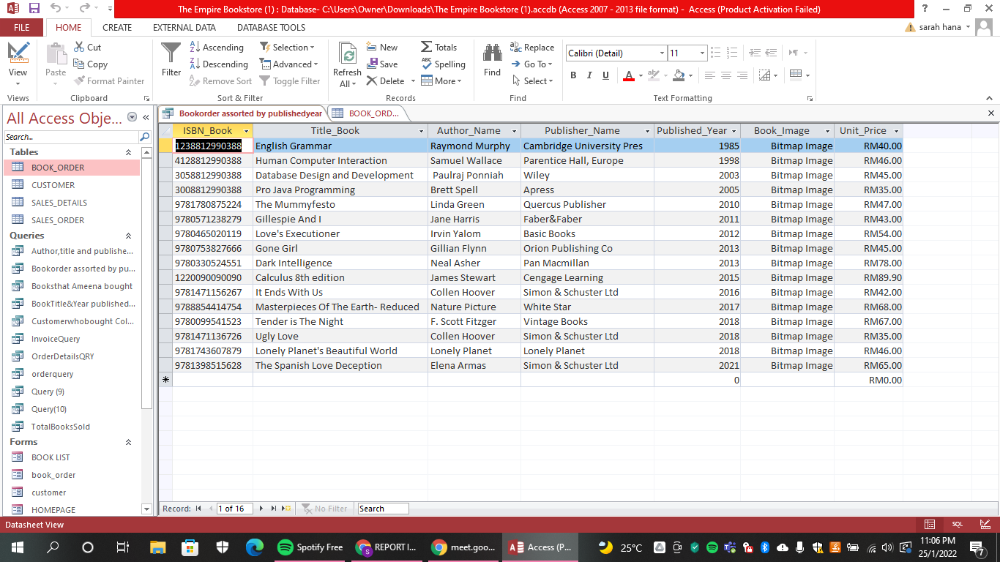 The Empire Bookstore (1) : Database- C:\Users\Owner\Downloads\The Empire Bookstore (1).accdb (Access 2007 - 2013 file format) - Access (Product Activation Failed)
FILE HOME CREATE EXTERNAL DATA DATABASE TOOLS sarah hana
View Paste Cut Copy Format Painter Filter Ascending Descending Remove Sort Selection Advanced Toggle Filter Refresh All New Save Delete Totals Spelling More Find Replace Go To Select Calibri (Detail) 11 B I U A
Views Clipboard Sort & Filter Records Find Text Formatting
All Access Obje...
Search...
Tables
BOOK_ORDER
CUSTOMER
SALES_DETAILS
SALES_ORDER
Queries
Author,title and publishe...
Bookorder assorted by pu...
Booksthat Ameena bought
BookTitle&Year published...
Customerwhobought Col...
InvoiceQuery
OrderDetailsQRY
orderquery
Query (9)
Query(10)
TotalBooksSold
Forms
BOOK LIST
book_order
customer
HOMEPAGE
Bookorder assorted by publishedyear BOOK_ORD...
ISBN_Book Title_Book Author_Name Publisher_Name Published_Year Book_Image Unit_Price
1238812990388 English Grammar Raymond Murphy Cambridge University Pres 1985 Bitmap Image RM40.00
4128812990388 Human Computer Interaction Samuel Wallace Parentice Hall, Europe 1998 Bitmap Image RM46.00
3058812990388 Database Design and Development Paulraj Ponniah Wiley 2003 Bitmap Image RM45.00
3008812990388 Pro Java Programming Brett Spell Apress 2005 Bitmap Image RM35.00
9781780875224 The Mummyfesto Linda Green Quercus Publisher 2010 Bitmap Image RM47.00
9780571238279 Gillespie And I Jane Harris Faber&Faber 2011 Bitmap Image RM43.00
9780465020119 Love's Executioner Irvin Yalom Basic Books 2012 Bitmap Image RM54.00
9780753827666 Gone Girl Gillian Flynn Orion Publishing Co 2013 Bitmap Image RM45.00
9780330524551 Dark Intelligence Neal Asher Pan Macmillan 2013 Bitmap Image RM78.00
1220090090090 Calculus 8th edition James Stewart Cengage Learning 2015 Bitmap Image RM89.90
9781471156267 It Ends With Us Collen Hoover Simon & Schuster Ltd 2016 Bitmap Image RM42.00
9788854414754 Masterpieces Of The Earth- Reduced Nature Picture White Star 2017 Bitmap Image RM68.00
9780099541523 Tender is The Night F. Scott Fitzger Vintage Books 2018 Bitmap Image RM67.00
9781471136726 Ugly Love Collen Hoover Simon & Schuster Ltd 2018 Bitmap Image RM35.00
9781743607879 Lonely Planet's Beautiful World Lonely Planet Lonely Planet 2018 Bitmap Image RM46.00
9781398515628 The Spanish Love Deception Elena Armas Simon & Schuster Ltd 2021 Bitmap Image RM65.00
0 RM0.00
Record: 1 of 16 No Filter Search
Datasheet View SQL
Spotify Free REPORT I... meet.goo... Access (P... 25°C 11:06 PM
25/1/2022 7